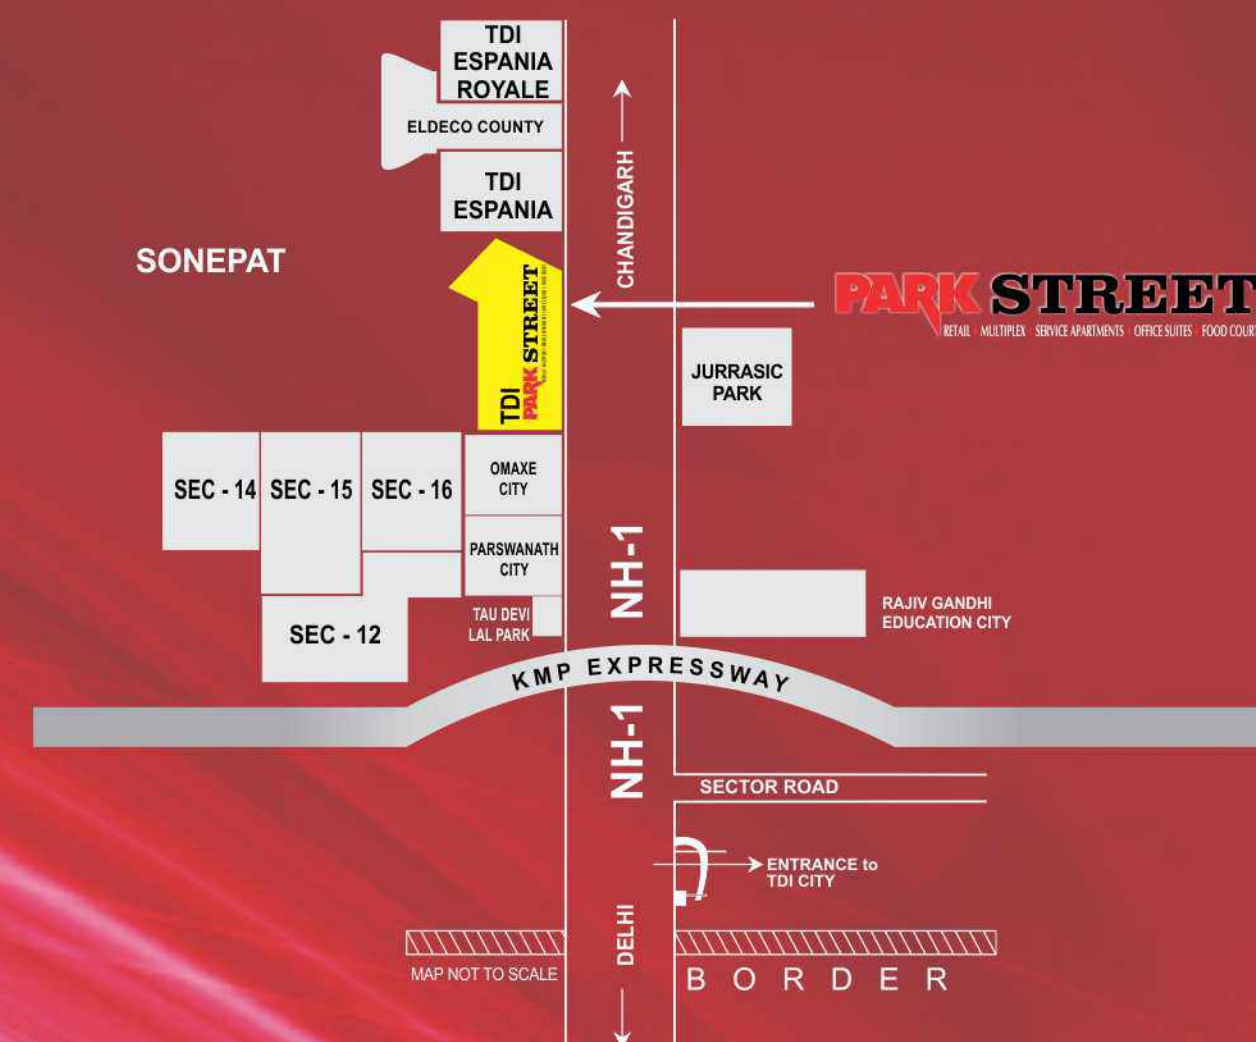 TDI
ESPANIA
ROYALE
ELDECO COUNTY
TDI
ESPANIA
CHANDIGARH
SONEPAT
TDI
PARK STREET
PARK STREET
RETAIL MULTIPLEX SERVICE APARTMENTS OFFICE SUITES FOOD COURT
JURRASIC
PARK
SEC - 14
SEC - 15
SEC - 16
OMAXE
CITY
PARSWANATH
CITY
NH-1
TAU DEVI
LAL PARK
RAJIV GANDHI
EDUCATION CITY
SEC - 12
KMP EXPRESSWAY
NH-1
SECTOR ROAD
ENTRANCE to
TDI CITY
DELHI
MAP NOT TO SCALE
BORDER